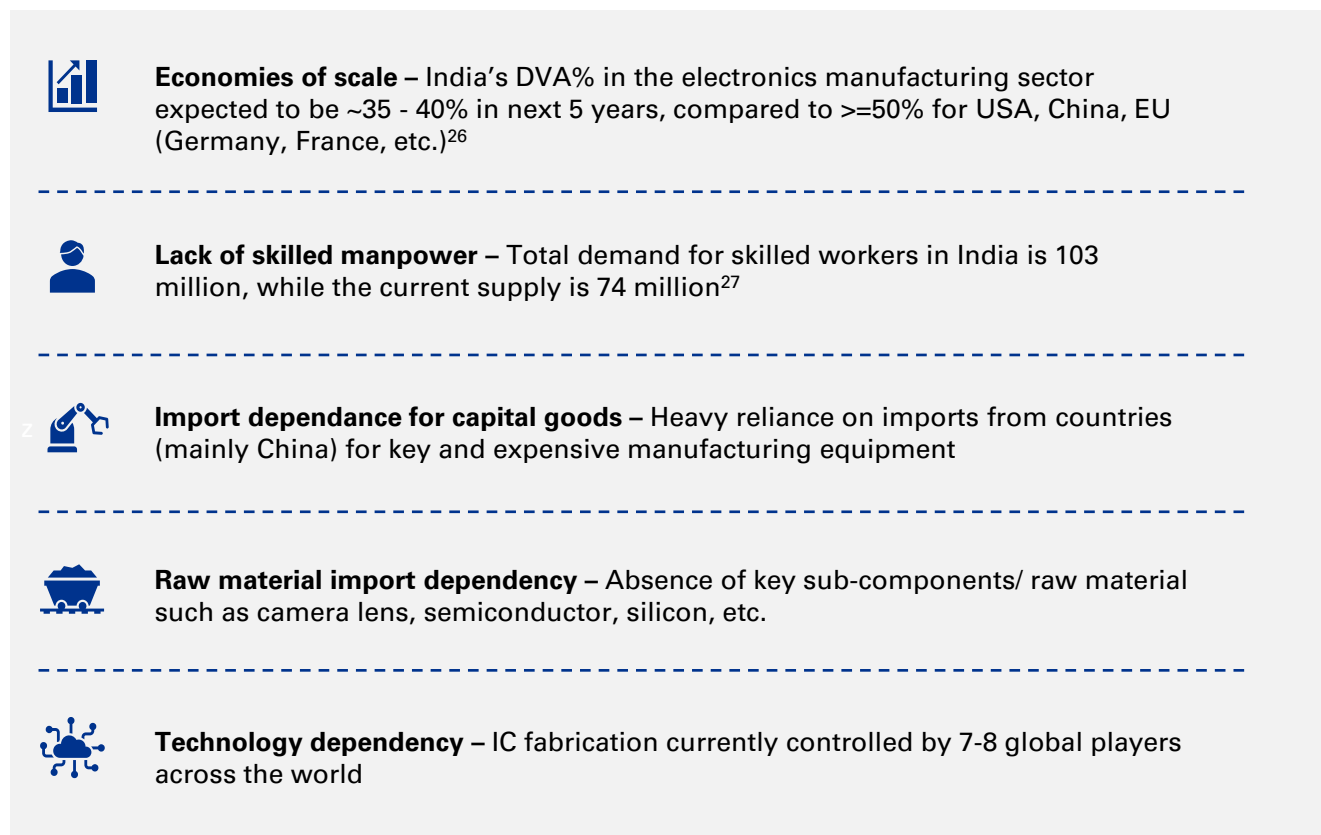 Economies of scale – India's DVA% in the electronics manufacturing sector
expected to be ~35 - 40% in next 5 years, compared to >=50% for USA, China, EU
(Germany, France, etc.)26
Lack of skilled manpower – Total demand for skilled workers in India is 103
million, while the current supply is 74 million27
Import dependance for capital goods – Heavy reliance on imports from countries
z
(mainly China) for key and expensive manufacturing equipment
Raw material import dependency – Absence of key sub-components/ raw material
such as camera lens, semiconductor, silicon, etc.
Technology dependency – IC fabrication currently controlled by 7-8 global players
across the world